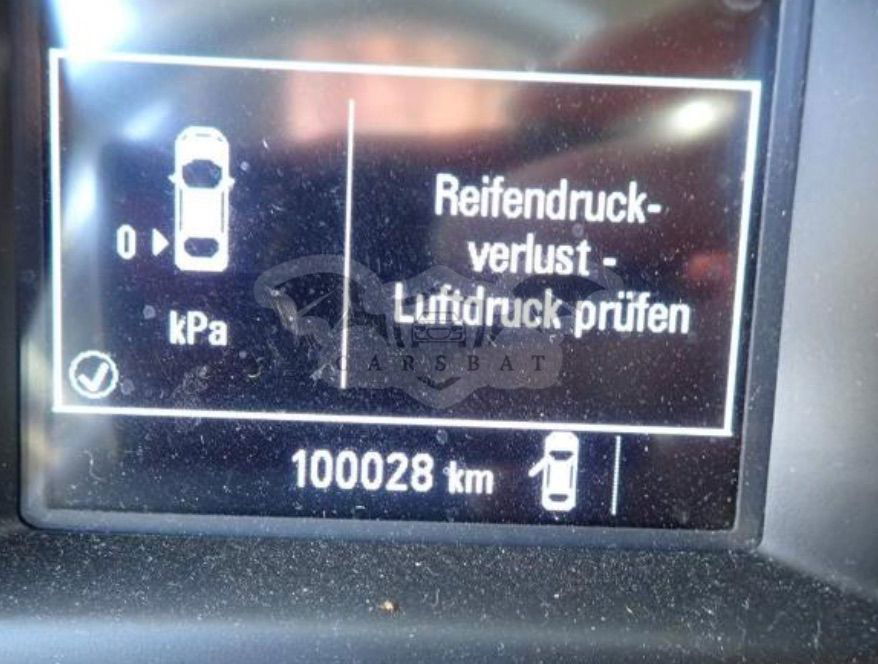 Reifendruck-
verlust -
Luftdruck prüfen
0
kPa
CARSBAT
100028 km